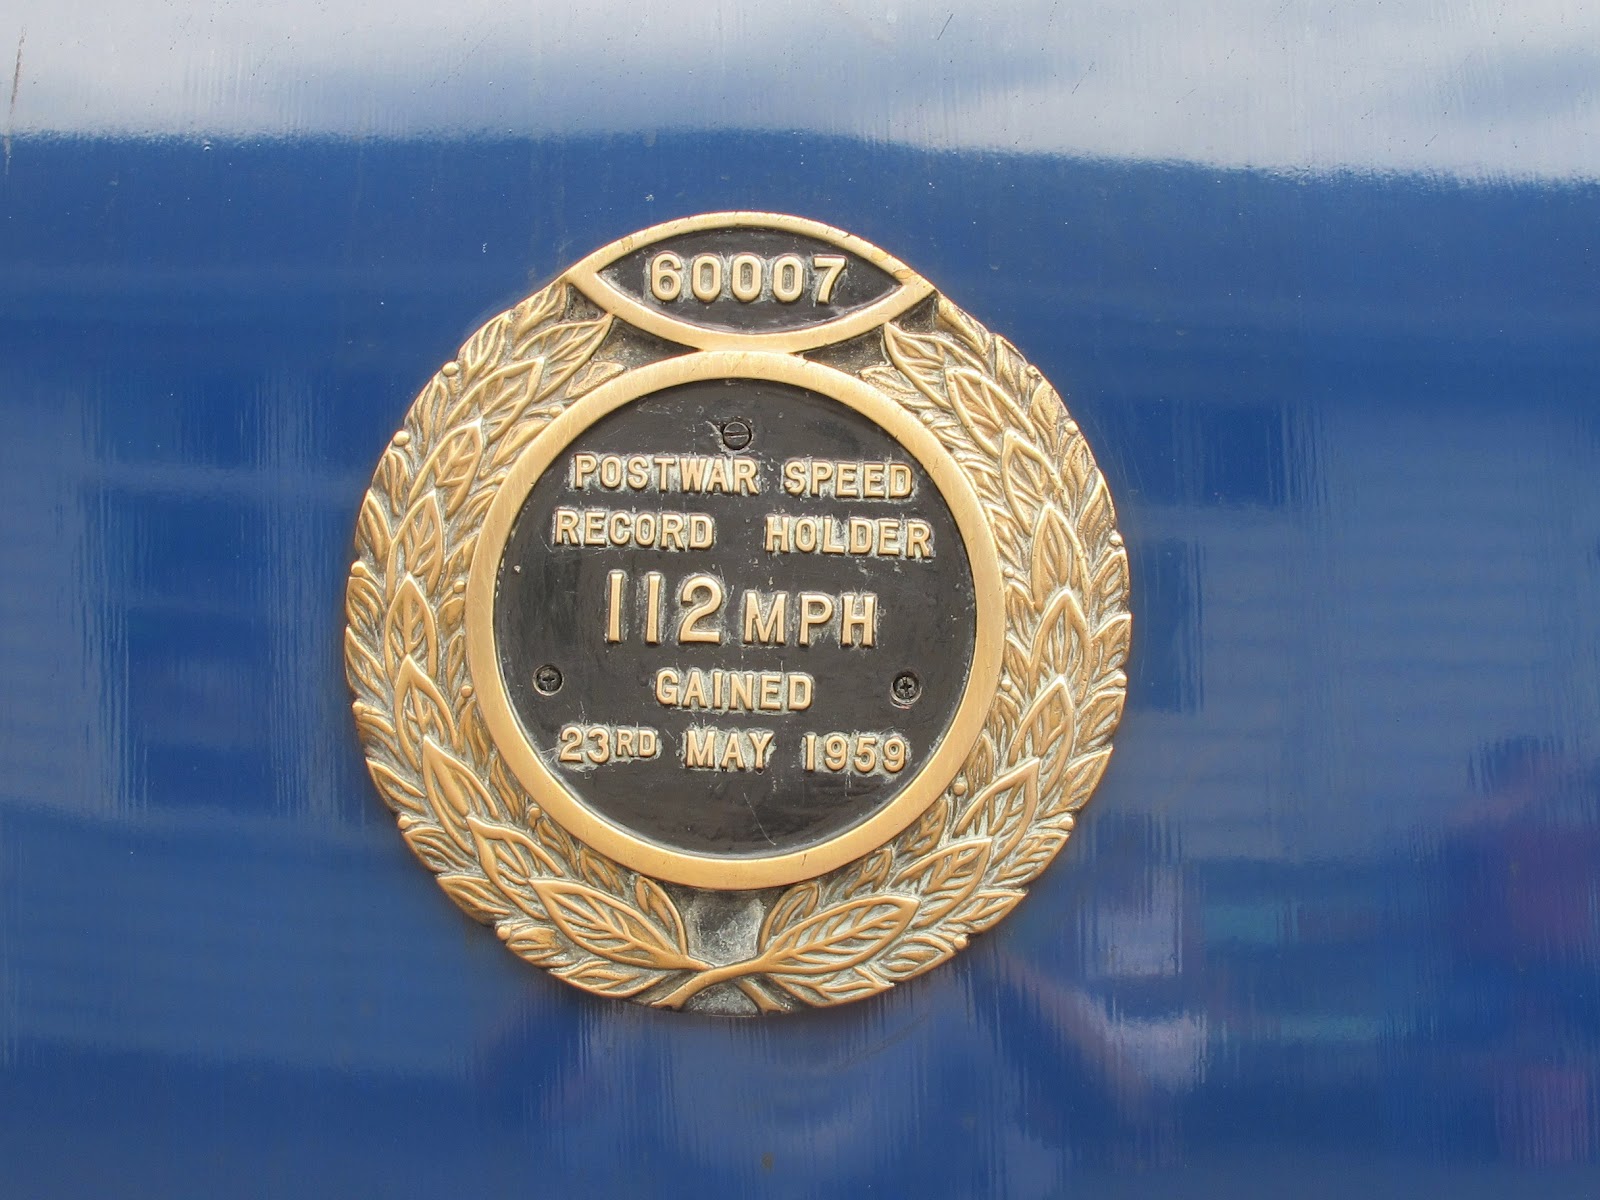 60007
POSTWAR SPEED
RECORD HOLDER
112 MPH
GAINED
23RD MAY 1959